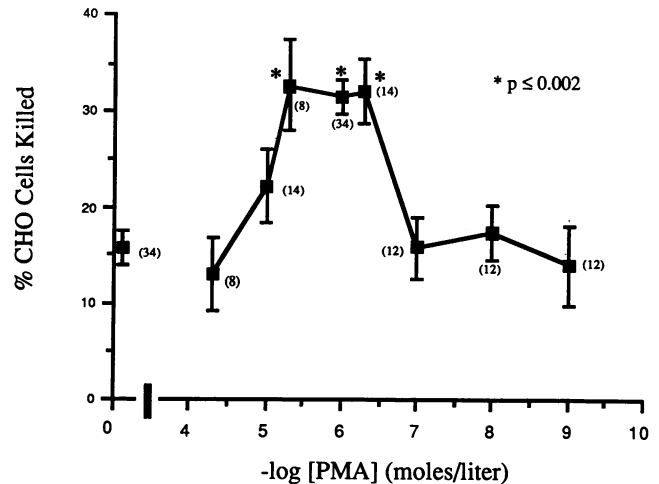 40
30
20
10
0
% CHO Cells Killed
* * *
* p ≤ 0.002
(8)
(34)
(14)
(14)
(34)
(8)
(12)
(12)
(12)
0 4 5 6 7 8 9 10
-log [PMA] (moles/liter)